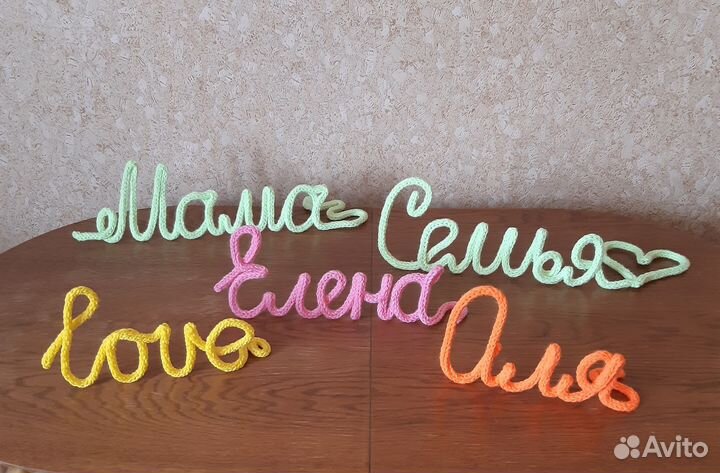 Мама
Семья
Елена
love
Аля
Avito